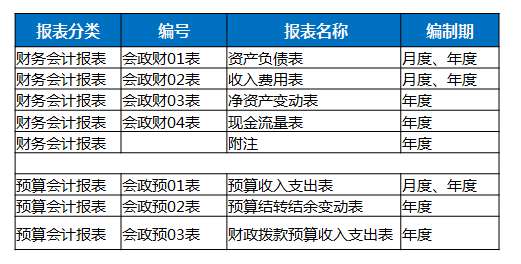 报表分类 编号 报表名称 编制期
财务会计报表 会政财01表 资产负债表 月度、年度
财务会计报表 会政财02表 收入费用表 月度、年度
财务会计报表 会政财03表 净资产变动表 年度
财务会计报表 会政财04表 现金流量表 年度
财务会计报表 附注 年度
预算会计报表 会政预01表 预算收入支出表 月度、年度
预算会计报表 会政预02表 预算结转结余变动表 年度
预算会计报表 会政预03表 财政拨款预算收入支出表 年度